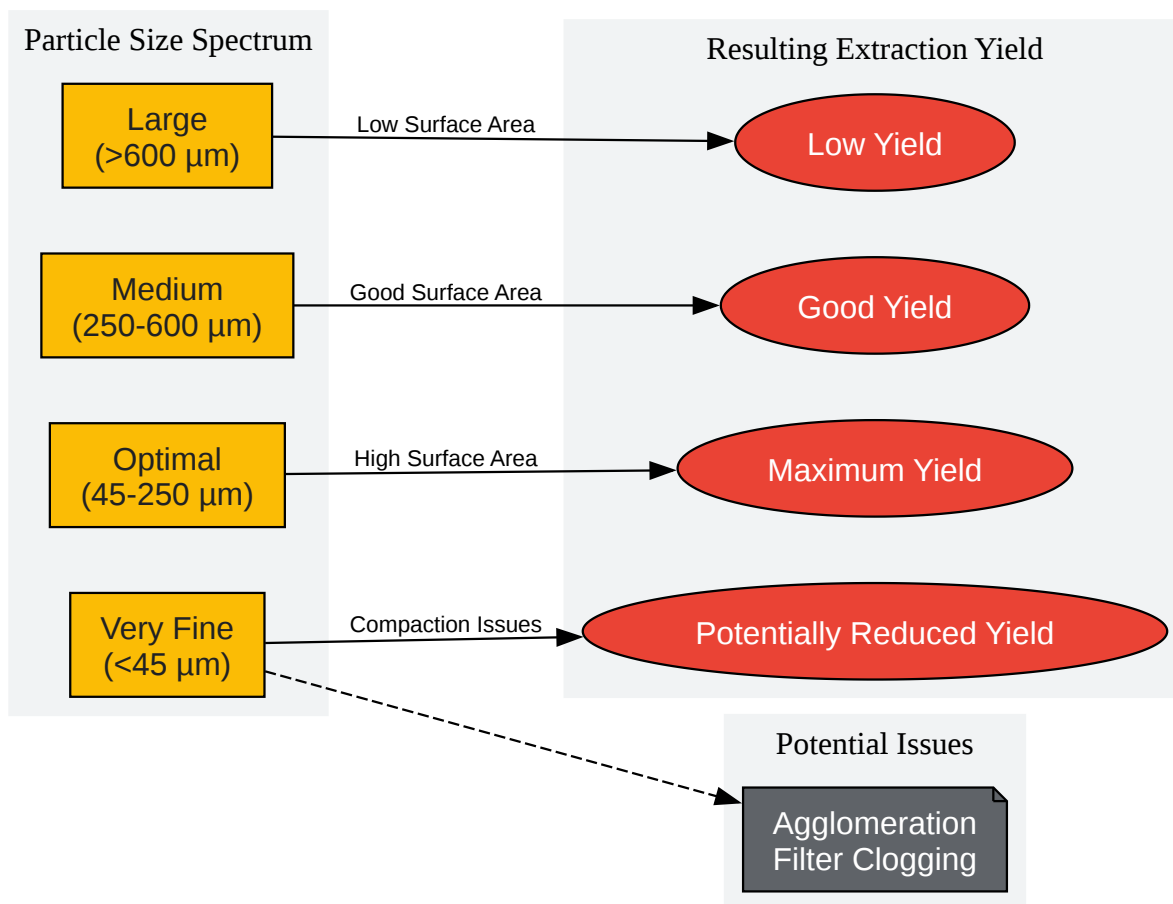 Particle Size Spectrum
Resulting Extraction Yield
Large
(>600 µm)
Low Surface Area
Low Yield
Medium
(250-600 µm)
Good Surface Area
Good Yield
Optimal
(45-250 µm)
High Surface Area
Maximum Yield
Very Fine
(<45 µm)
Compaction Issues
Potentially Reduced Yield
Potential Issues
Agglomeration
Filter Clogging